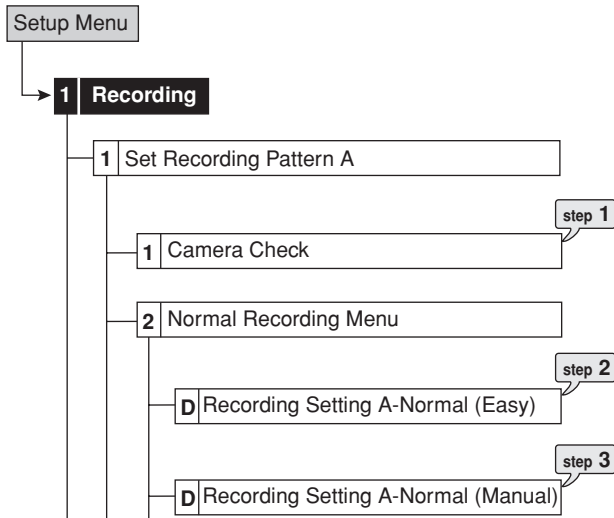 Setup Menu
1 Recording
1 Set Recording Pattern A
step 1
1 Camera Check
2 Normal Recording Menu
step 2
D Recording Setting A-Normal (Easy)
step 3
D Recording Setting A-Normal (Manual)